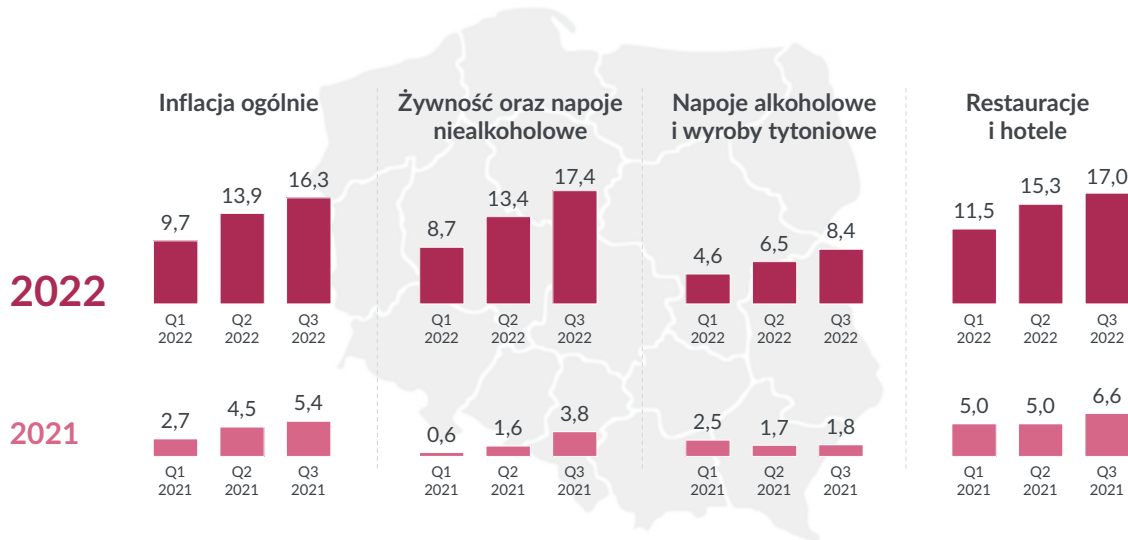 Inflacja ogólnie
Żywność oraz napoje
niealkoholowe
Napoje alkoholowe
i wyroby tytoniowe
Restauracje
i hotele
2022
9,7
13,9
16,3
Q1
2022
Q2
2022
Q3
2022
8,7
13,4
17,4
Q1
2022
Q2
2022
Q3
2022
4,6
6,5
8,4
Q1
2022
Q2
2022
Q3
2022
11,5
15,3
17,0
Q1
2022
Q2
2022
Q3
2022
2021
2,7
4,5
5,4
Q1
2021
Q2
2021
Q3
2021
0,6
1,6
3,8
Q1
2021
Q2
2021
Q3
2021
2,5
1,7
1,8
Q1
2021
Q2
2021
Q3
2021
5,0
5,0
6,6
Q1
2021
Q2
2021
Q3
2021